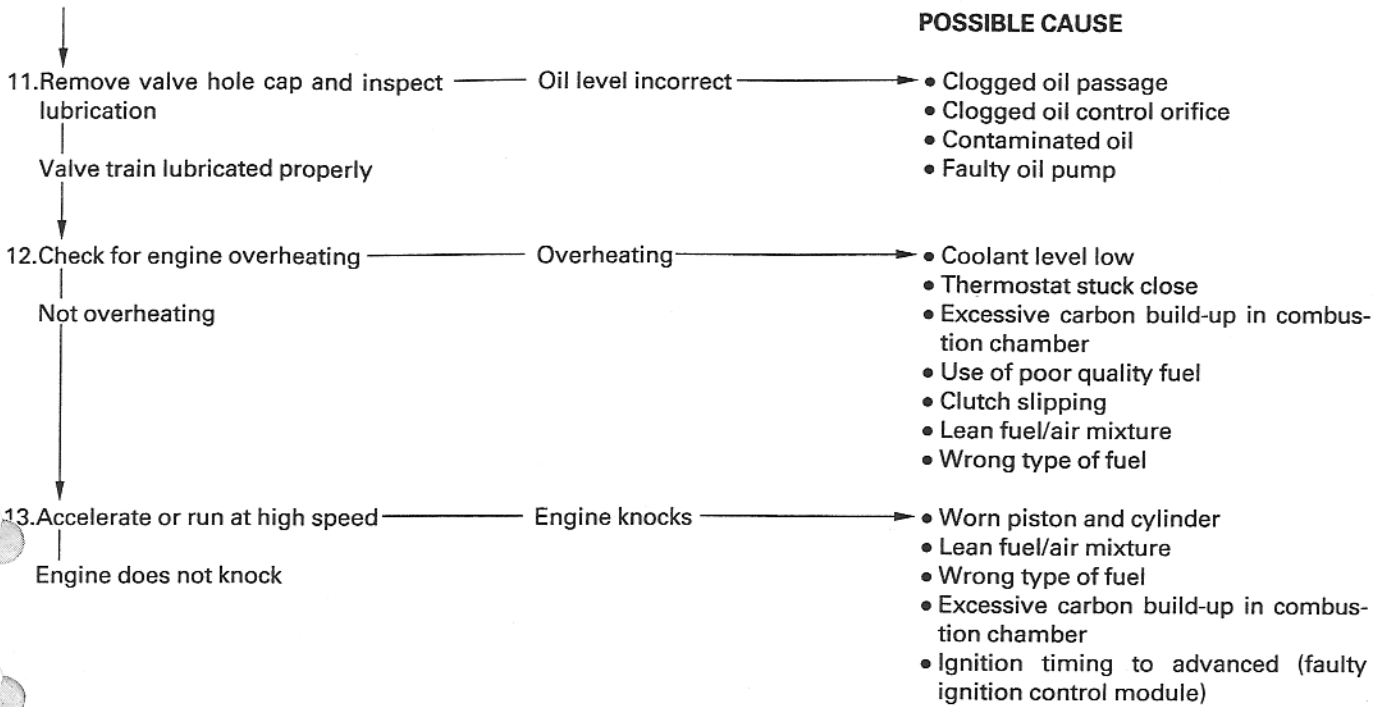 POSSIBLE CAUSE
11.Remove valve hole cap and inspect
lubrication
Oil level incorrect
• Clogged oil passage
• Clogged oil control orifice
• Contaminated oil
• Faulty oil pump
Valve train lubricated properly
12.Check for engine overheating
Overheating
• Coolant level low
• Thermostat stuck close
• Excessive carbon build-up in combus-
tion chamber
• Use of poor quality fuel
• Clutch slipping
• Lean fuel/air mixture
• Wrong type of fuel
Not overheating
13.Accelerate or run at high speed
Engine knocks
• Worn piston and cylinder
• Lean fuel/air mixture
• Wrong type of fuel
• Excessive carbon build-up in combus-
tion chamber
• Ignition timing to advanced (faulty
ignition control module)
Engine does not knock